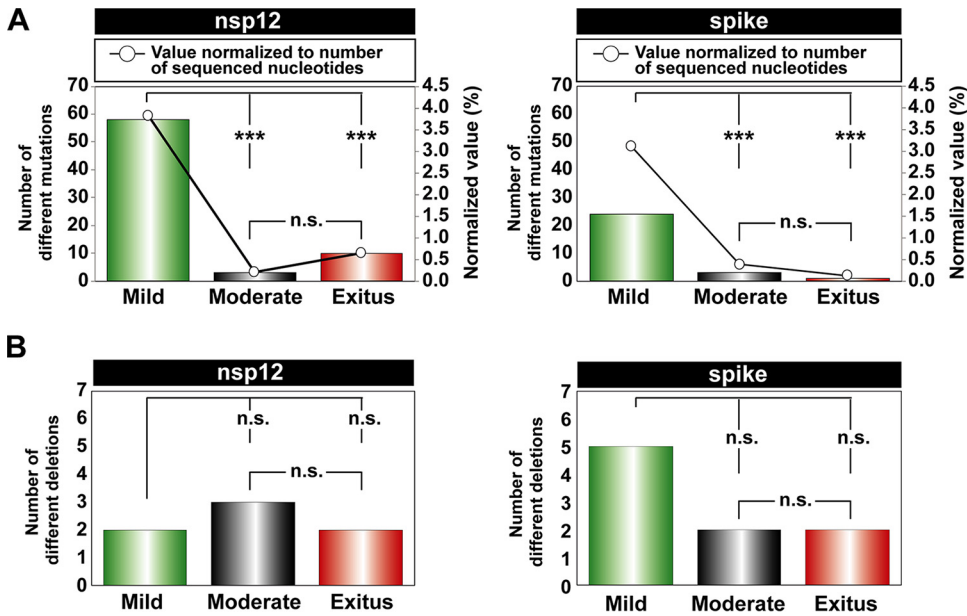 A
nsp12
Value normalized to number
of sequenced nucleotides
Number of
different mutations
70
60
50
40
30
20
10
0
4.5
4.0
3.5
3.0
2.5
2.0
1.5
1.0
0.5
0.0
Normalized value (%)
***
***
n.s.
Mild
Moderate
Exitus
spike
Value normalized to number
of sequenced nucleotides
Number of
different mutations
70
60
50
40
30
20
10
0
4.5
4.0
3.5
3.0
2.5
2.0
1.5
1.0
0.5
0.0
Normalized value (%)
***
***
n.s.
Mild
Moderate
Exitus
B
nsp12
Number of
different deletions
7
6
5
4
3
2
1
0
n.s.
n.s.
n.s.
Mild
Moderate
Exitus
spike
Number of
different deletions
7
6
5
4
3
2
1
0
n.s.
n.s.
n.s.
Mild
Moderate
Exitus